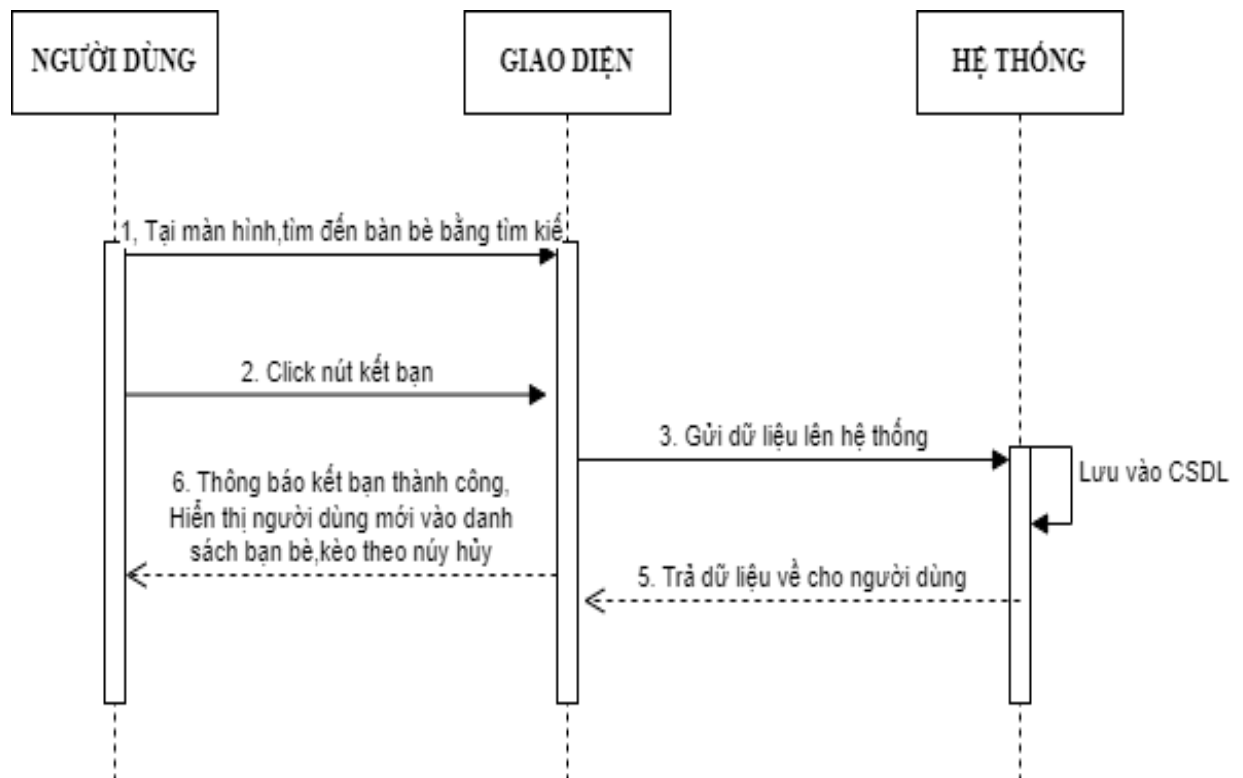 NGƯỜI DÙNG
GIAO DIỆN
HỆ THỐNG
1, Tại màn hình,tìm đến bàn bè bằng tìm kiế
2. Click nút kết bạn
3. Gửi dữ liệu lên hệ thống
Lưu vào CSDL
6. Thông báo kết bạn thành công,
Hiển thị người dùng mới vào danh
sách bạn bè,kèo theo núy hủy
5. Trả dữ liệu về cho người dùng